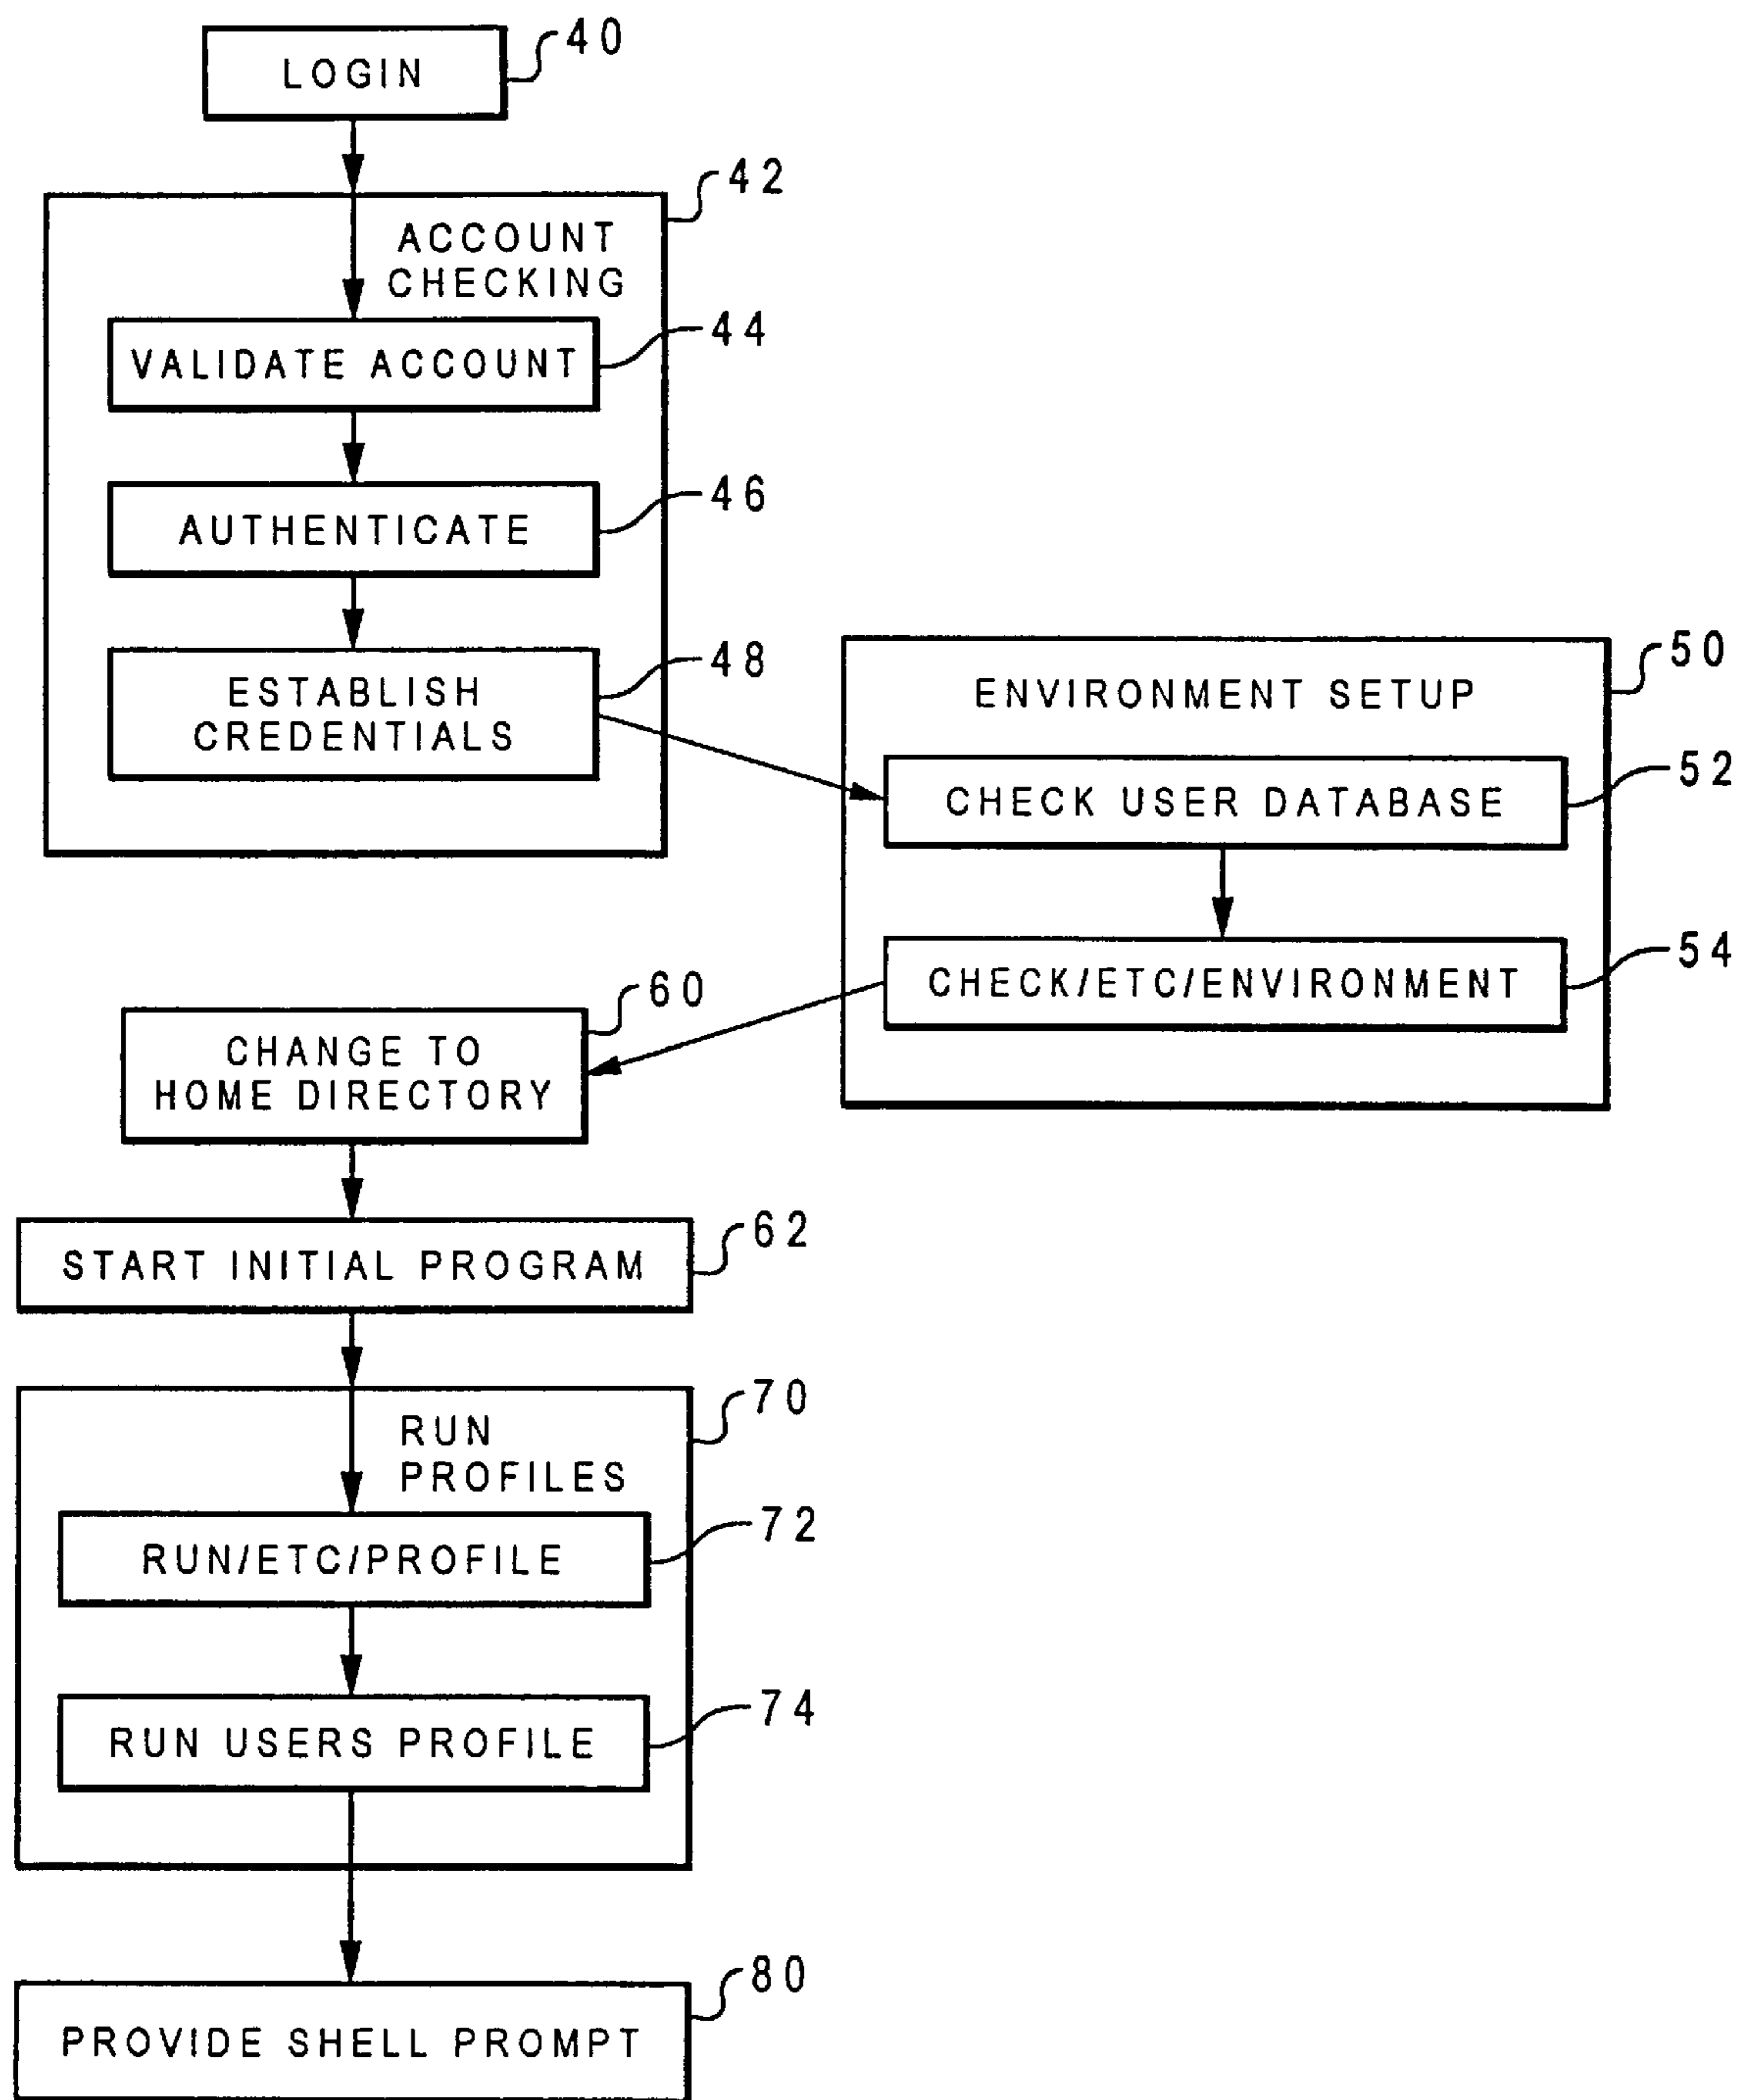 LOGIN
40
42
ACCOUNT
CHECKING
VALIDATE ACCOUNT
44
AUTHENTICATE
46
ESTABLISH
CREDENTIALS
48
50
ENVIRONMENT SETUP
CHECK USER DATABASE
52
CHECK/ETC/ENVIRONMENT
54
CHANGE TO
HOME DIRECTORY
60
START INITIAL PROGRAM
62
70
RUN
PROFILES
RUN/ETC/PROFILE
72
RUN USERS PROFILE
74
PROVIDE SHELL PROMPT
80